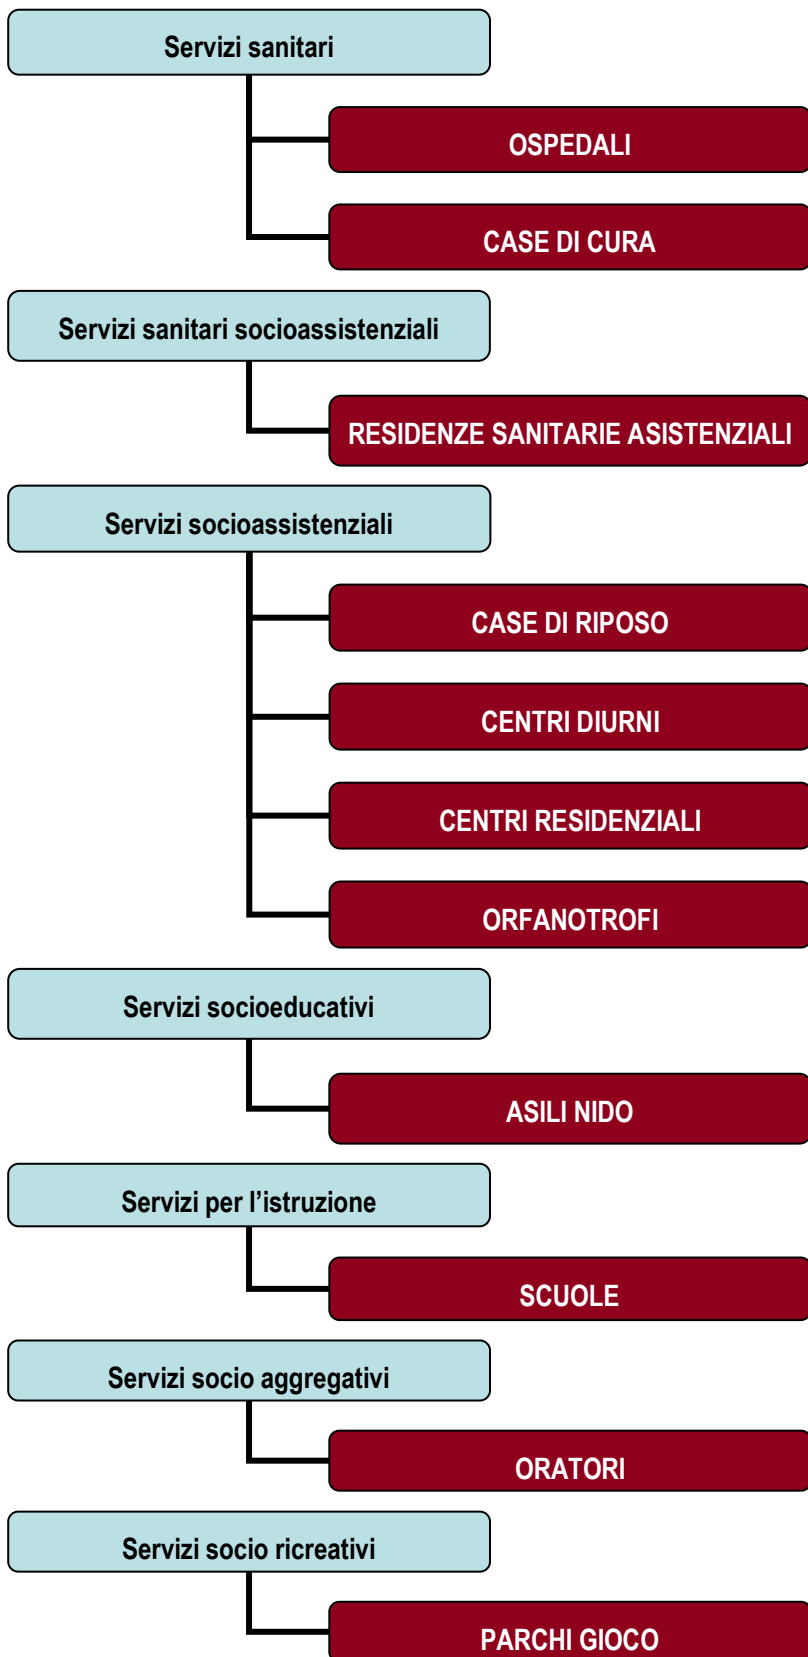 Servizi sanitari
OSPEDALI
CASE DI CURA
Servizi sanitari socioassistenziali
RESIDENZE SANITARIE ASISTENZIALI
Servizi socioassistenziali
CASE DI RIPOSO
CENTRI DIURNI
CENTRI RESIDENZIALI
ORFANOTROFI
Servizi socioeducativi
ASILI NIDO
Servizi per l’istruzione
SCUOLE
Servizi socio aggregativi
ORATORI
Servizi socio ricreativi
PARCHI GIOCO